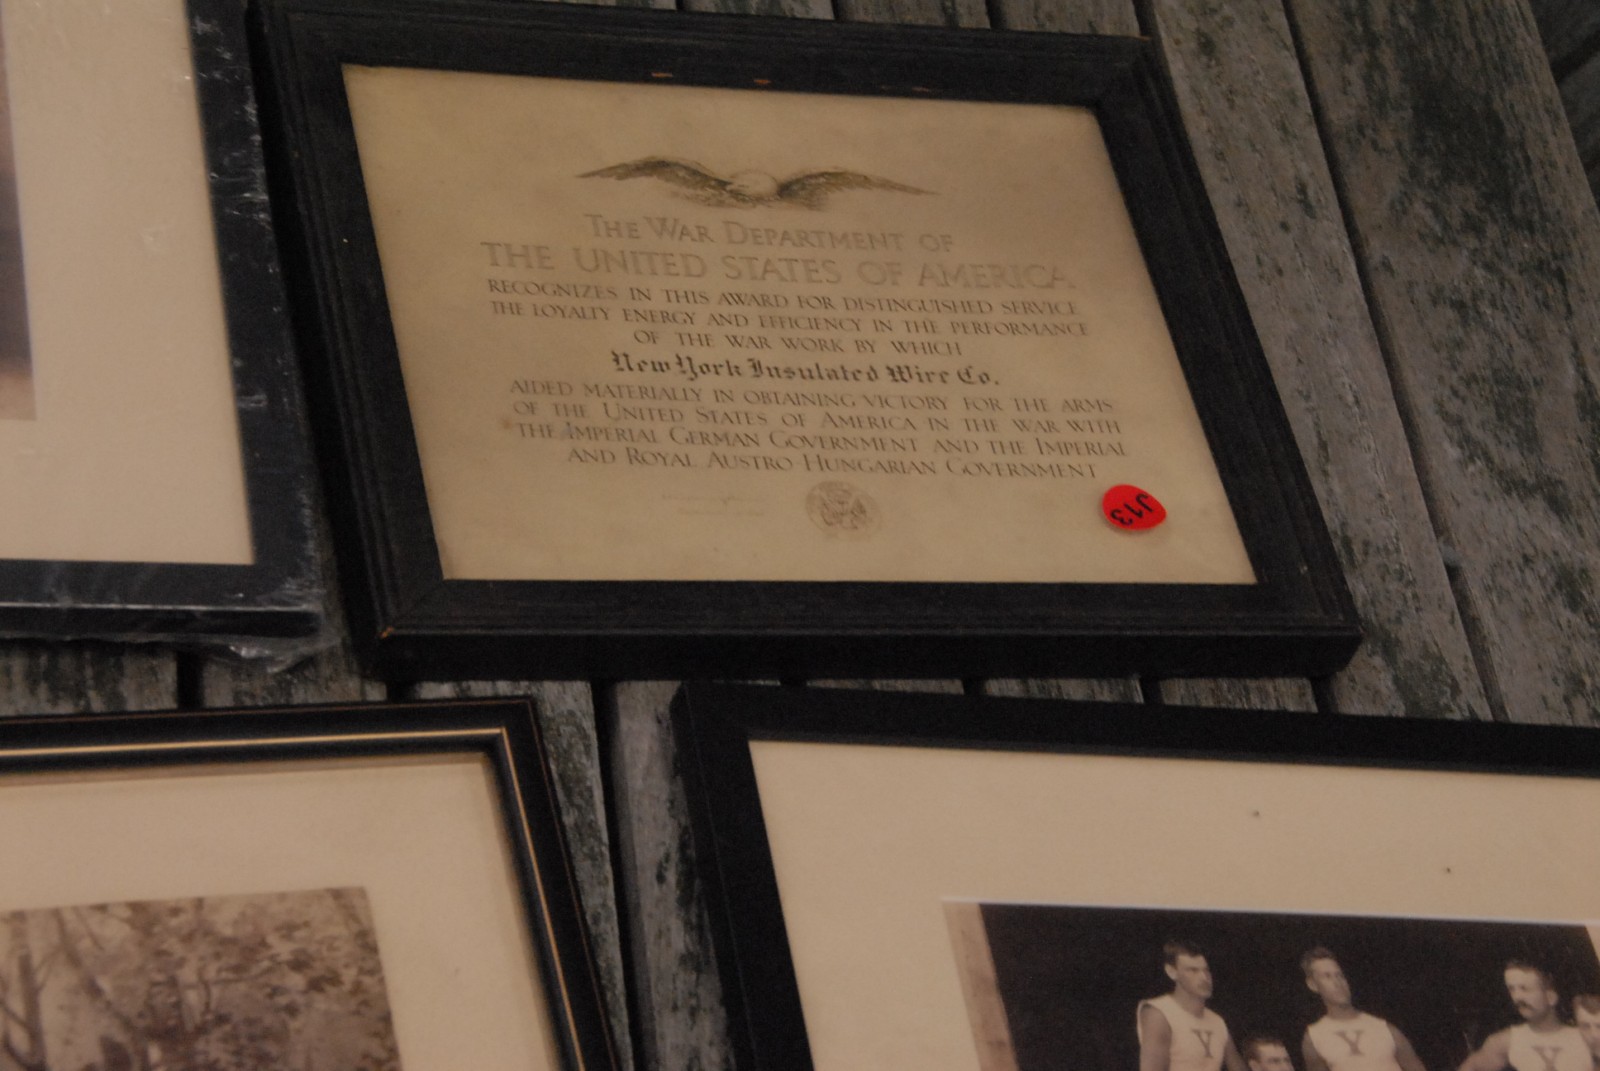 The War Department of
THE UNITED STATES OF AMERICA
RECOGNIZES IN THIS AWARD FOR DISTINGUISHED SERVICE
THE LOYALTY ENERGY AND EFFICIENCY IN THE PERFORMANCE
OF THE WAR WORK BY WHICH
New York Insulated Wire Co.
AIDED MATERIALLY IN OBTAINING VICTORY FOR THE ARMS
OF THE UNITED STATES OF AMERICA IN THE WAR WITH
THE IMPERIAL GERMAN GOVERNMENT AND THE IMPERIAL
AND ROYAL AUSTRO HUNGARIAN GOVERNMENT
J13
Y
Y
Y